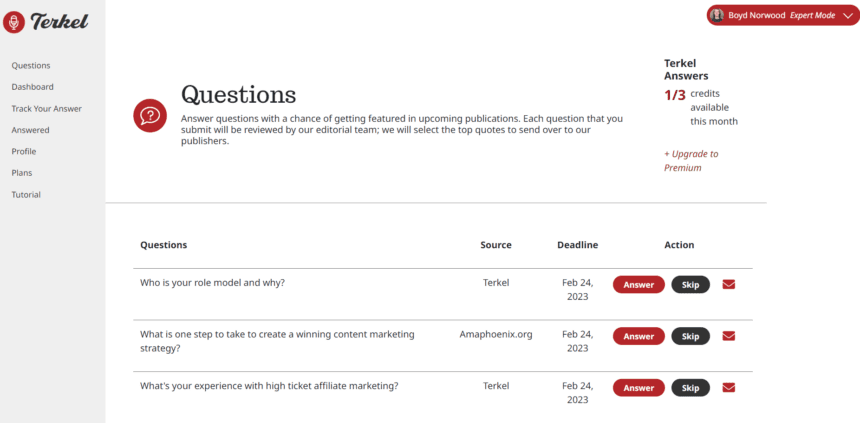 Terkel
Boyd Norwood Expert Mode
Questions
Dashboard
Track Your Answer
Answered
Profile
Plans
Tutorial
Questions
Answer questions with a chance of getting featured in upcoming publications. Each question that you
submit will be reviewed by our editorial team; we will select the top quotes to send over to our
publishers.
Terkel
Answers
1/3 credits
available
this month
+ Upgrade to
Premium
Questions Source Deadline Action
Who is your role model and why? Terkel Feb 24, Answer Skip
2023
What is one step to take to create a winning content marketing Amaphoenix.org Feb 24, Answer Skip
strategy? 2023
What's your experience with high ticket affiliate marketing? Terkel Feb 24, Answer Skip
2023